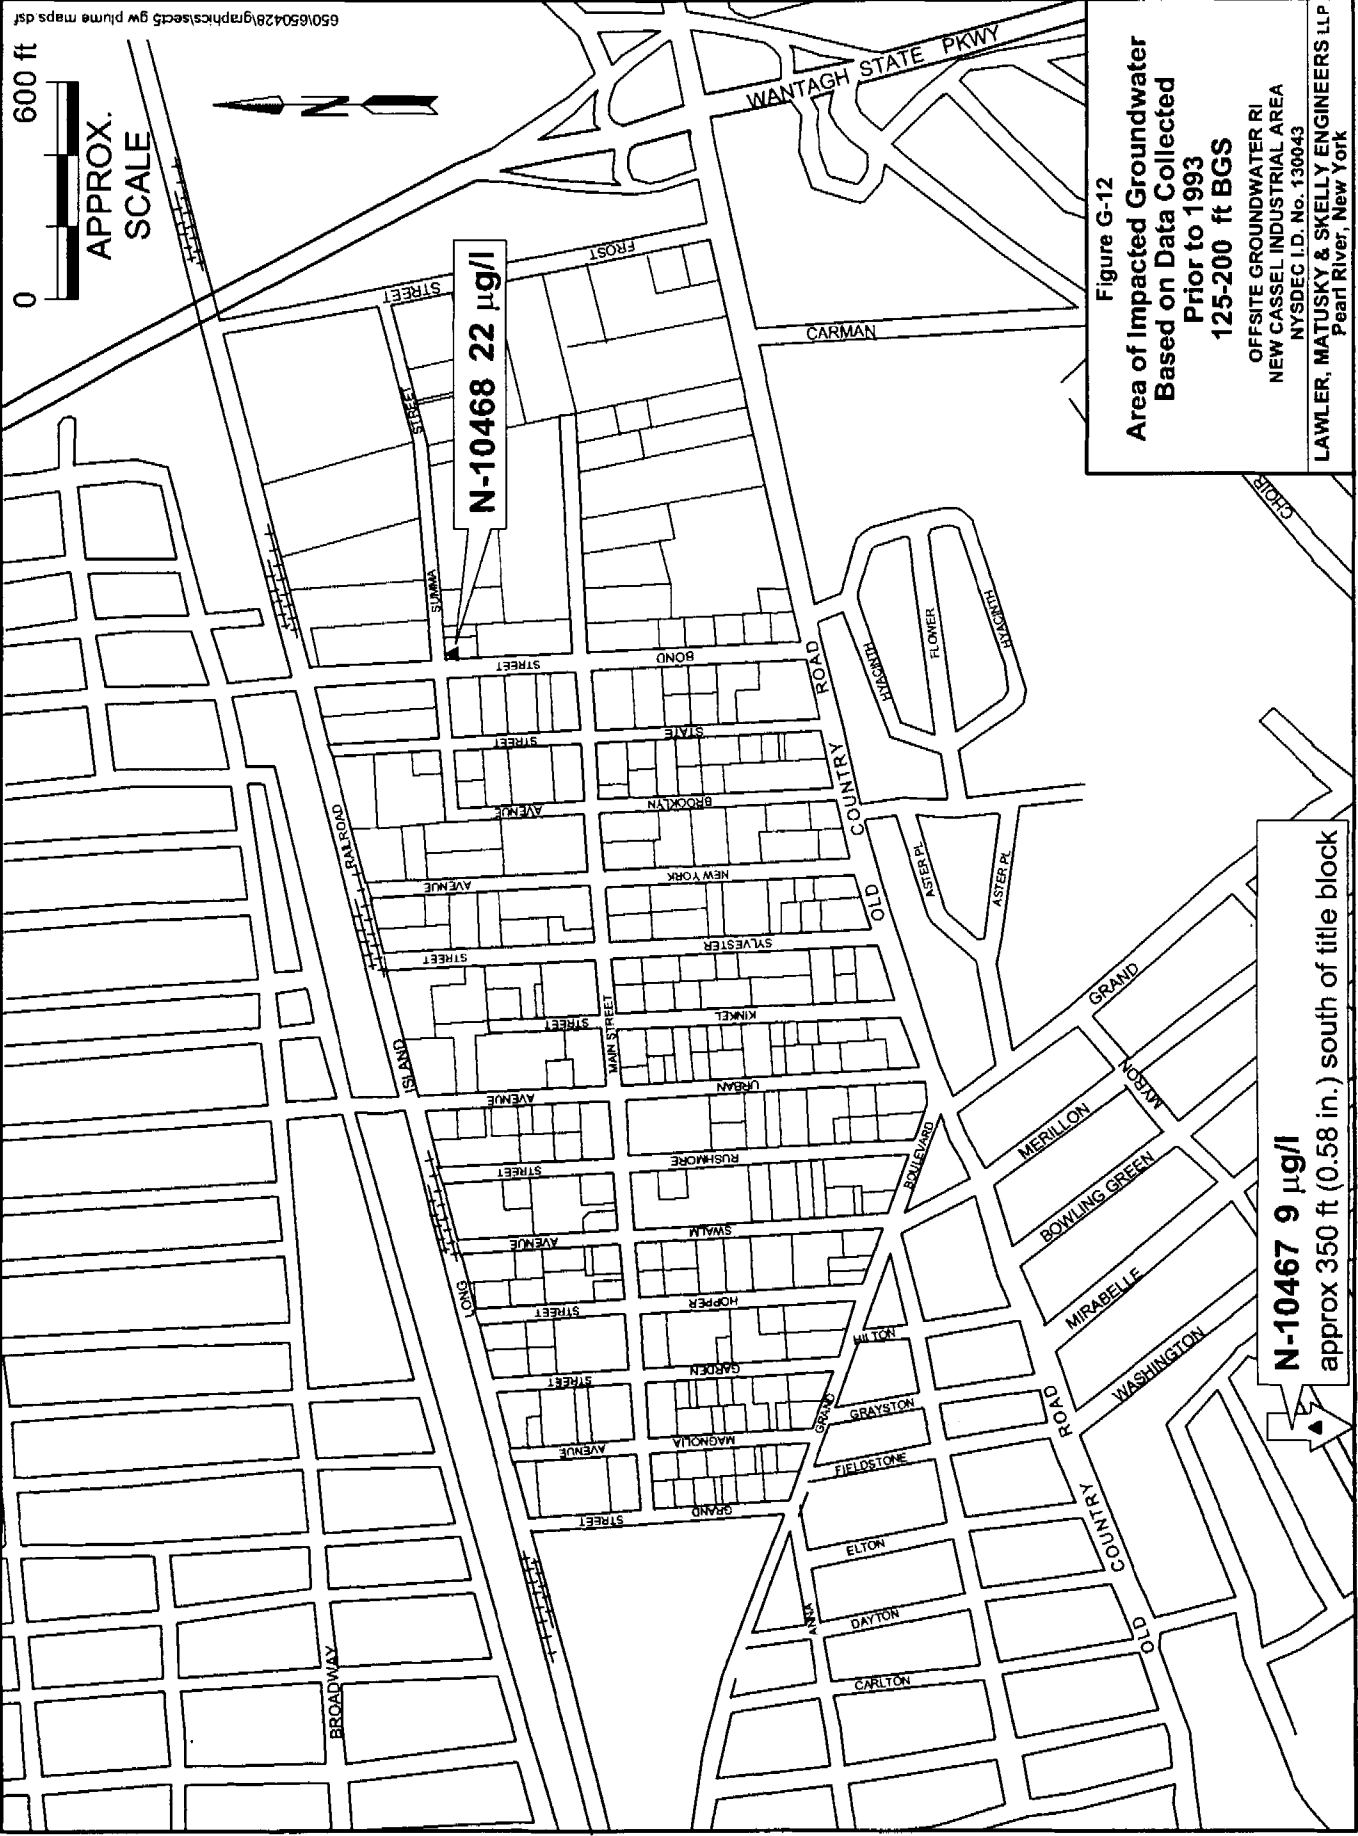 650\650428\graphics\sect5 gw plume maps.dsf
0 600 ft
APPROX.
SCALE
N
WANTAGH STATE PKWY
BROADWAY
LONG ISLAND RAILROAD
FROST STREET
SUMMA STREET
N-10468 22 µg/l
BOND STREET
STATE STREET
BROOKLYN AVENUE
NEW YORK AVENUE
SYLVESTER STREET
KINKEL STREET
MAIN STREET
URBAN AVENUE
RUSHMORE STREET
SWALM AVENUE
HOPPER STREET
GARDEN STREET
MAGNOLIA AVENUE
GRAND STREET
GRAND BOULEVARD
OLD COUNTRY ROAD
OLD COUNTRY ROAD
CARMAN
HYACINTH
FLOWER
HYACINTH
ASTER PL
ASTER PL
GRAND
MYRON
MERILLON
BOWLING GREEN
MIRABELLE
WASHINGTON
HILTON
GRAYSTON
FIELDSTONE
ELTON
ANNA
DAYTON
CARLTON
CHOIR
N-10467 9 µg/l
approx 350 ft (0.58 in.) south of title block
Figure G-12
Area of Impacted Groundwater
Based on Data Collected
Prior to 1993
125-200 ft BGS
OFFSITE GROUNDWATER RI
NEW CASSEL INDUSTRIAL AREA
NYSDEC I.D. No. 130043
LAWLER, MATUSKY & SKELLY ENGINEERS LLP
Pearl River, New York